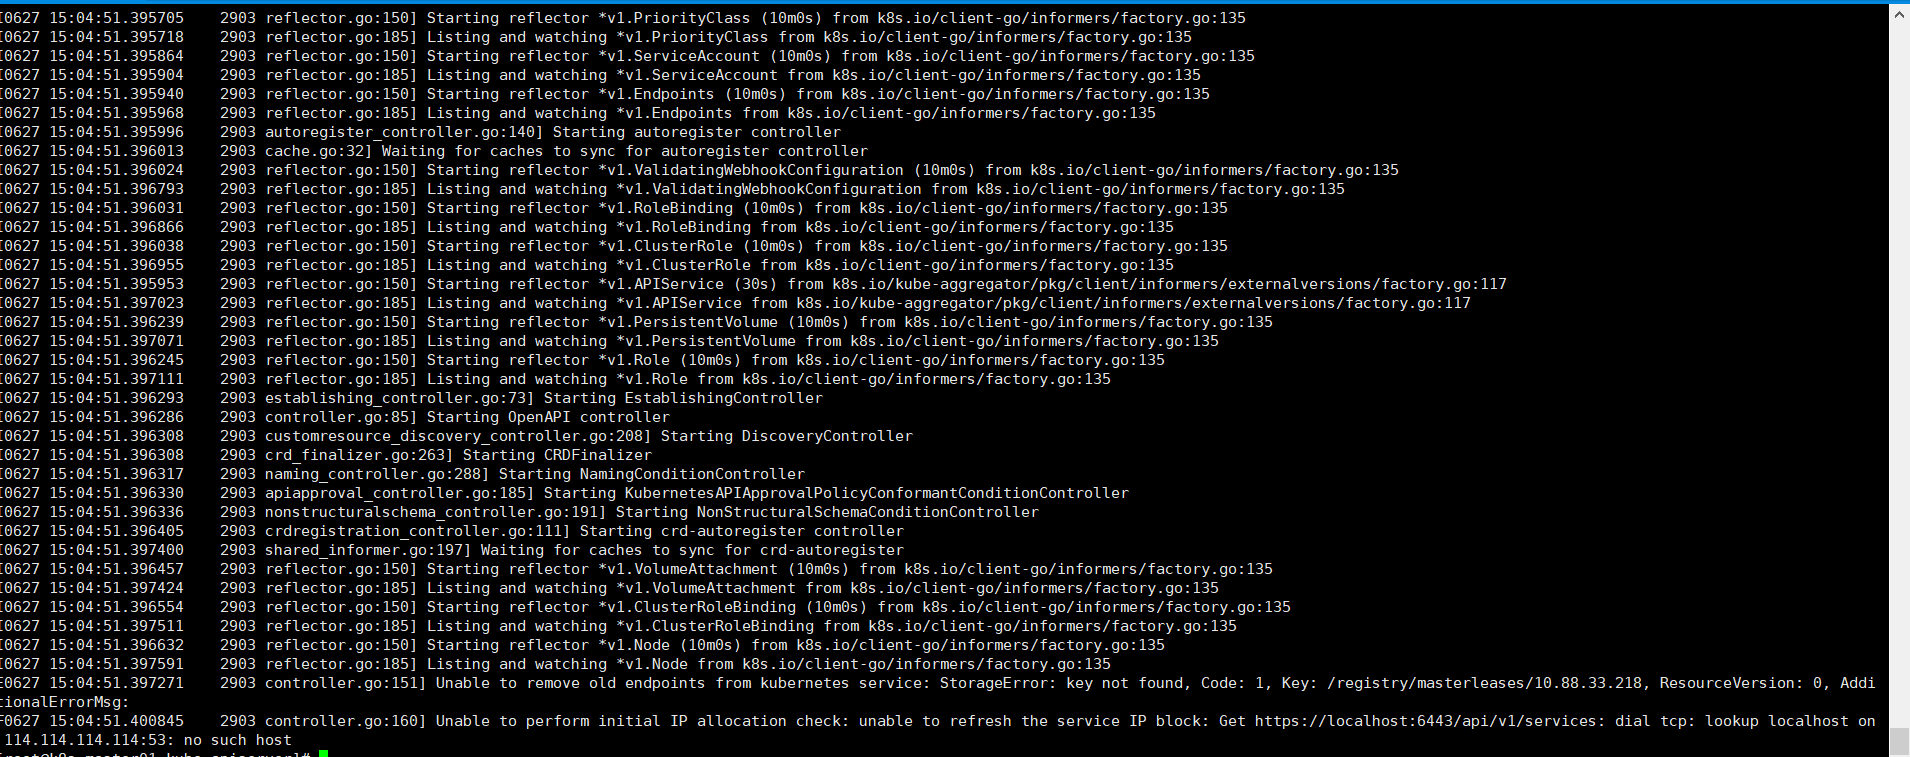 I0627 15:04:51.395705    2903 reflector.go:150] Starting reflector *v1.PriorityClass (10m0s) from k8s.io/client-go/informers/factory.go:135
I0627 15:04:51.395718    2903 reflector.go:185] Listing and watching *v1.PriorityClass from k8s.io/client-go/informers/factory.go:135
I0627 15:04:51.395864    2903 reflector.go:150] Starting reflector *v1.ServiceAccount (10m0s) from k8s.io/client-go/informers/factory.go:135
I0627 15:04:51.395904    2903 reflector.go:185] Listing and watching *v1.ServiceAccount from k8s.io/client-go/informers/factory.go:135
I0627 15:04:51.395940    2903 reflector.go:150] Starting reflector *v1.Endpoints (10m0s) from k8s.io/client-go/informers/factory.go:135
I0627 15:04:51.395968    2903 reflector.go:185] Listing and watching *v1.Endpoints from k8s.io/client-go/informers/factory.go:135
I0627 15:04:51.395996    2903 autoregister_controller.go:140] Starting autoregister controller
I0627 15:04:51.396013    2903 cache.go:32] Waiting for caches to sync for autoregister controller
I0627 15:04:51.396024    2903 reflector.go:150] Starting reflector *v1.ValidatingWebhookConfiguration (10m0s) from k8s.io/client-go/informers/factory.go:135
I0627 15:04:51.396793    2903 reflector.go:185] Listing and watching *v1.ValidatingWebhookConfiguration from k8s.io/client-go/informers/factory.go:135
I0627 15:04:51.396031    2903 reflector.go:150] Starting reflector *v1.RoleBinding (10m0s) from k8s.io/client-go/informers/factory.go:135
I0627 15:04:51.396866    2903 reflector.go:185] Listing and watching *v1.RoleBinding from k8s.io/client-go/informers/factory.go:135
I0627 15:04:51.396038    2903 reflector.go:150] Starting reflector *v1.ClusterRole (10m0s) from k8s.io/client-go/informers/factory.go:135
I0627 15:04:51.396955    2903 reflector.go:185] Listing and watching *v1.ClusterRole from k8s.io/client-go/informers/factory.go:135
I0627 15:04:51.395953    2903 reflector.go:150] Starting reflector *v1.APIService (30s) from k8s.io/kube-aggregator/pkg/client/informers/externalversions/factory.go:117
I0627 15:04:51.397023    2903 reflector.go:185] Listing and watching *v1.APIService from k8s.io/kube-aggregator/pkg/client/informers/externalversions/factory.go:117
I0627 15:04:51.396239    2903 reflector.go:150] Starting reflector *v1.PersistentVolume (10m0s) from k8s.io/client-go/informers/factory.go:135
I0627 15:04:51.397071    2903 reflector.go:185] Listing and watching *v1.PersistentVolume from k8s.io/client-go/informers/factory.go:135
I0627 15:04:51.396245    2903 reflector.go:150] Starting reflector *v1.Role (10m0s) from k8s.io/client-go/informers/factory.go:135
I0627 15:04:51.397111    2903 reflector.go:185] Listing and watching *v1.Role from k8s.io/client-go/informers/factory.go:135
I0627 15:04:51.396293    2903 establishing_controller.go:73] Starting EstablishingController
I0627 15:04:51.396286    2903 controller.go:85] Starting OpenAPI controller
I0627 15:04:51.396308    2903 customresource_discovery_controller.go:208] Starting DiscoveryController
I0627 15:04:51.396308    2903 crd_finalizer.go:263] Starting CRDFinalizer
I0627 15:04:51.396317    2903 naming_controller.go:288] Starting NamingConditionController
I0627 15:04:51.396330    2903 apiapproval_controller.go:185] Starting KubernetesAPIApprovalPolicyConformantConditionController
I0627 15:04:51.396336    2903 nonstructuralschema_controller.go:191] Starting NonStructuralSchemaConditionController
I0627 15:04:51.396405    2903 crdregistration_controller.go:111] Starting crd-autoregister controller
I0627 15:04:51.397400    2903 shared_informer.go:197] Waiting for caches to sync for crd-autoregister
I0627 15:04:51.396457    2903 reflector.go:150] Starting reflector *v1.VolumeAttachment (10m0s) from k8s.io/client-go/informers/factory.go:135
I0627 15:04:51.397424    2903 reflector.go:185] Listing and watching *v1.VolumeAttachment from k8s.io/client-go/informers/factory.go:135
I0627 15:04:51.396554    2903 reflector.go:150] Starting reflector *v1.ClusterRoleBinding (10m0s) from k8s.io/client-go/informers/factory.go:135
I0627 15:04:51.397511    2903 reflector.go:185] Listing and watching *v1.ClusterRoleBinding from k8s.io/client-go/informers/factory.go:135
I0627 15:04:51.396632    2903 reflector.go:150] Starting reflector *v1.Node (10m0s) from k8s.io/client-go/informers/factory.go:135
I0627 15:04:51.397591    2903 reflector.go:185] Listing and watching *v1.Node from k8s.io/client-go/informers/factory.go:135
E0627 15:04:51.397271    2903 controller.go:151] Unable to remove old endpoints from kubernetes service: StorageError: key not found, Code: 1, Key: /registry/masterleases/10.88.33.218, ResourceVersion: 0, Addi
tionalErrorMsg:
F0627 15:04:51.400845    2903 controller.go:160] Unable to perform initial IP allocation check: unable to refresh the service IP block: Get https://localhost:6443/api/v1/services: dial tcp: lookup localhost on
 114.114.114.114:53: no such host
[root@k8s-master01 kube-apiserver]#